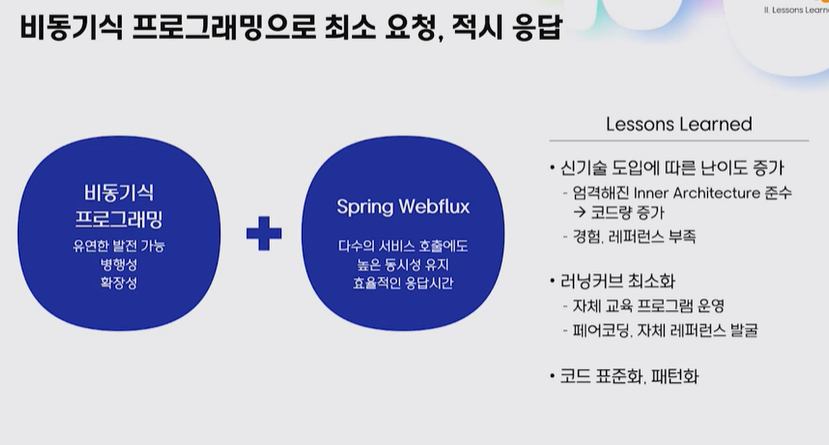 비동기식 프로그래밍으로 최소 요청, 적시 응답
II. Lessons Learn
비동기식
프로그래밍
유연한 발전 가능
병행성
확장성
Spring Webflux
다수의 서비스 호출에도
높은 동시성 유지
효율적인 응답시간
Lessons Learned
• 신기술 도입에 따른 난이도 증가
- 엄격해진 Inner Architecture 준수
→ 코드량 증가
- 경험, 레퍼런스 부족
• 러닝커브 최소화
- 자체 교육 프로그램 운영
- 페어코딩, 자체 레퍼런스 발굴
• 코드 표준화, 패턴화